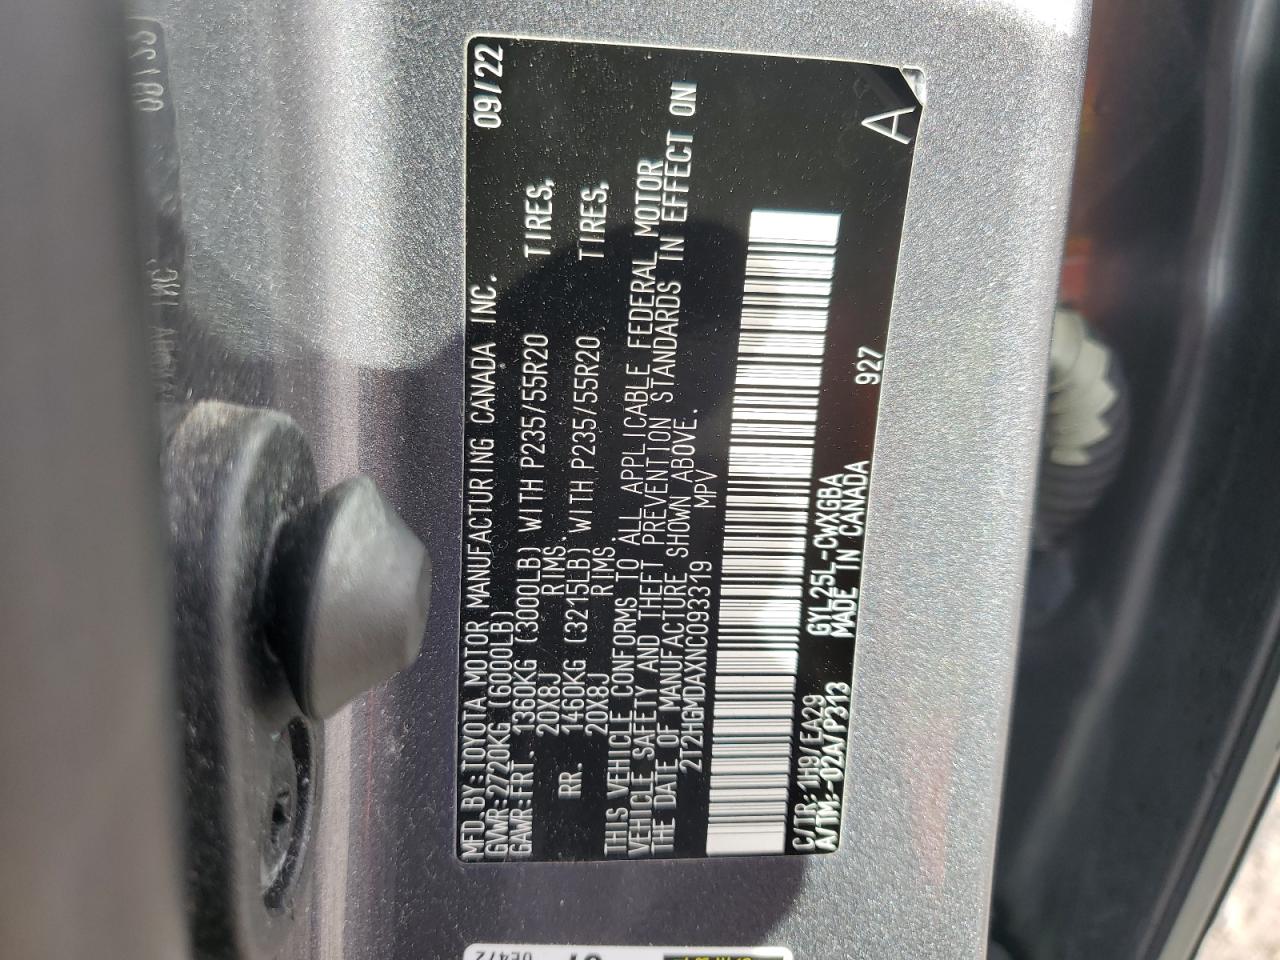 MFD.BY:TOYOTA MOTOR MANUFACTURING CANADA INC. 09/22
GVWR:2720KG (6000LB)
GAWR:FRT. 1360KG (3000LB) WITH P235/55R20 TIRES,
20X8J RIMS.
RR. 1460KG (3215LB) WITH P235/55R20 TIRES,
20X8J RIMS.
THIS VEHICLE CONFORMS TO ALL APPLICABLE FEDERAL MOTOR
VEHICLE SAFETY AND THEFT PREVENTION STANDARDS IN EFFECT ON
THE DATE OF MANUFACTURE SHOWN ABOVE.
2T2HGMDAXNC093319 MPV
C/TR:1H9/EA29 GYL25L-CWXGBA
A/TM:-02A/P313 MADE IN CANADA 927
A
0E472